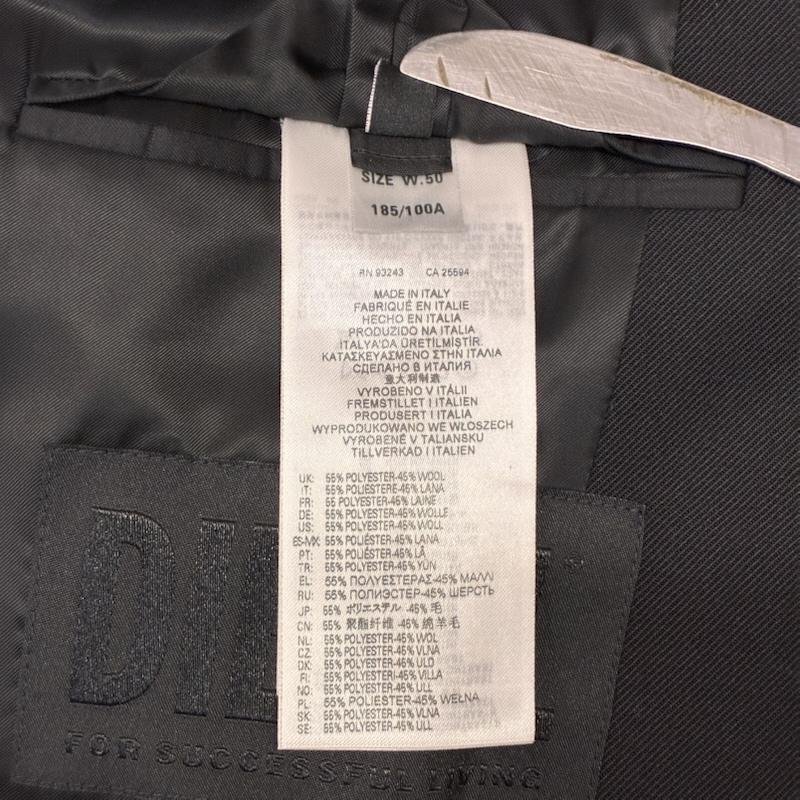 SIZE W.50
185/100A
RN 93243 CA 25594
MADE IN ITALY
FABRIQUÉ EN ITALIE
HECHO EN ITALIA
PRODUZIDO NA ITALIA
İTALYA'DA ÜRETİLMİŞTİR.
ΚΑΤΑΣΚΕΥΑΣΜΕΝΟ ΣΤΗΝ ΙΤΑΛΙΑ
СДЕЛАНО В ИТАЛИЯ
意大利制造
VYROBENO V ITÁLII
FREMSTILLET I ITALIEN
PRODUSERT I ITALIA
WYPRODUKOWANO WE WŁOSZECH
VYROBENÉ V TALIANSKU
TILLVERKAD I ITALIEN
UK: 55% POLYESTER-45% WOOL
IT: 55% POLIESTERE-45% LANA
FR: 55 POLYESTER-45% LAINE
DE: 55% POLYESTER-45% WOLLE
US: 55% POLYESTER-45% WOLL
ES-MX: 55% POLIÉSTER-45% LANA
PT: 55% POLIÉSTER-45% LÃ
TR: 55% POLYESTER-45% YÜN
EL: 55% ΠΟΛΥΕΣΤΕΡΑΣ-45% ΜΑΛΛΙ
RU: 55% ПОЛИЭСТЕР-45% ШЕРСТЬ
JP: 55% ポリエステル -45% 毛
CN: 55% 聚酯纤维 -45% 绵羊毛
NL: 55% POLYESTER-45% WOL
CZ: 55% POLYESTER-45% VLNA
DK: 55% POLYESTER-45% ULD
FI: 55% POLYESTERI-45% VILLA
NO: 55% POLYESTER-45% ULL
PL: 55% POLIESTER-45% WEŁNA
SK: 55% POLYESTER-45% VLNA
SE: 55% POLYESTER-45% ULL
DIE
FOR SUCCESSFUL LIVING